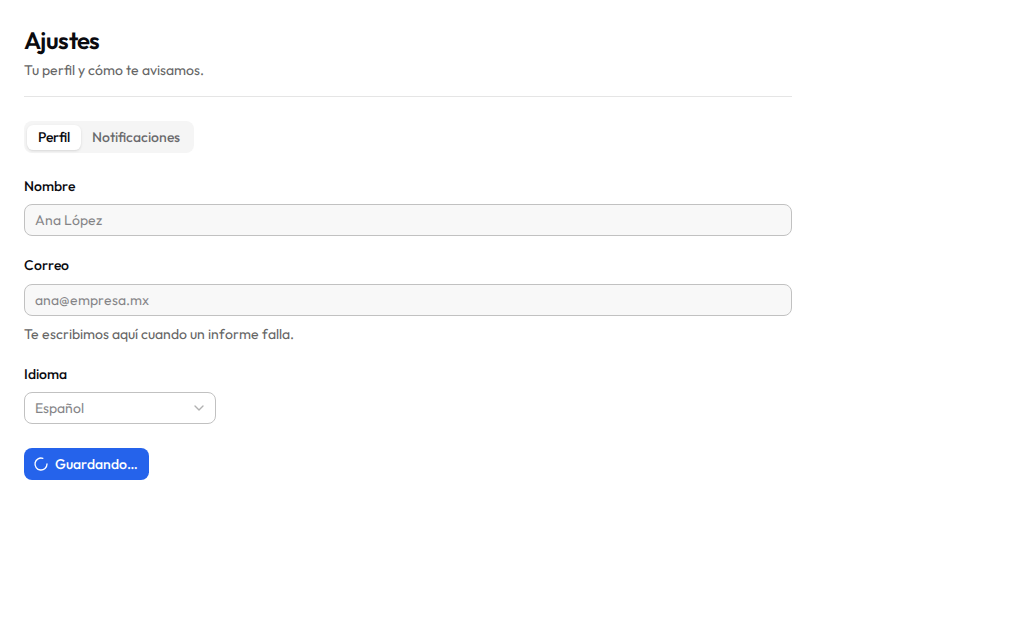 Ajustes
Tu perfil y cómo te avisamos.
Perfil
Notificaciones
Nombre
Ana López
Correo
ana@empresa.mx
Te escribimos aquí cuando un informe falla.
Idioma
Español
Guardando…